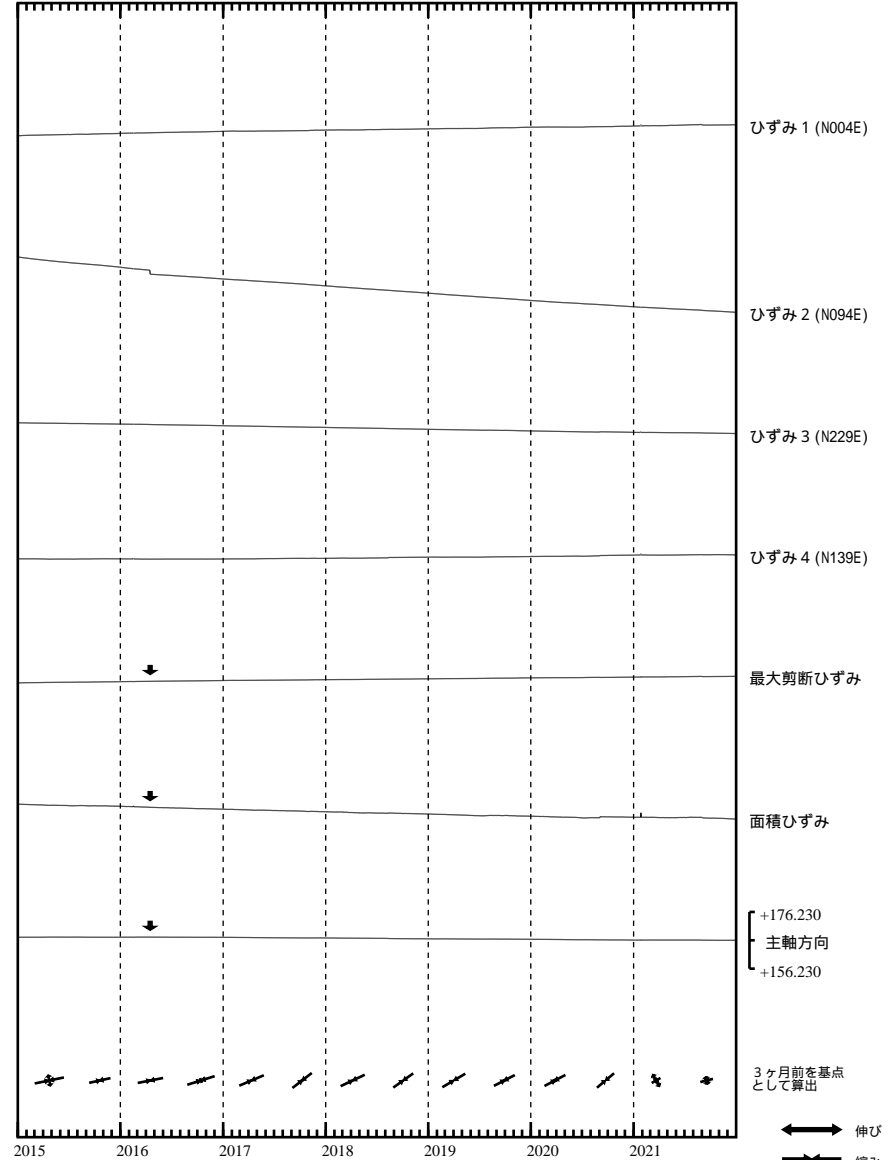 ひずみ 1 (N004E)
ひずみ 2 (N094E)
ひずみ 3 (N229E)
ひずみ 4 (N139E)
最大剪断ひずみ
面積ひずみ
+176.230
主軸方向
+156.230
3ヶ月前を基点
として算出
2015 2016 2017 2018 2019 2020 2021
伸び